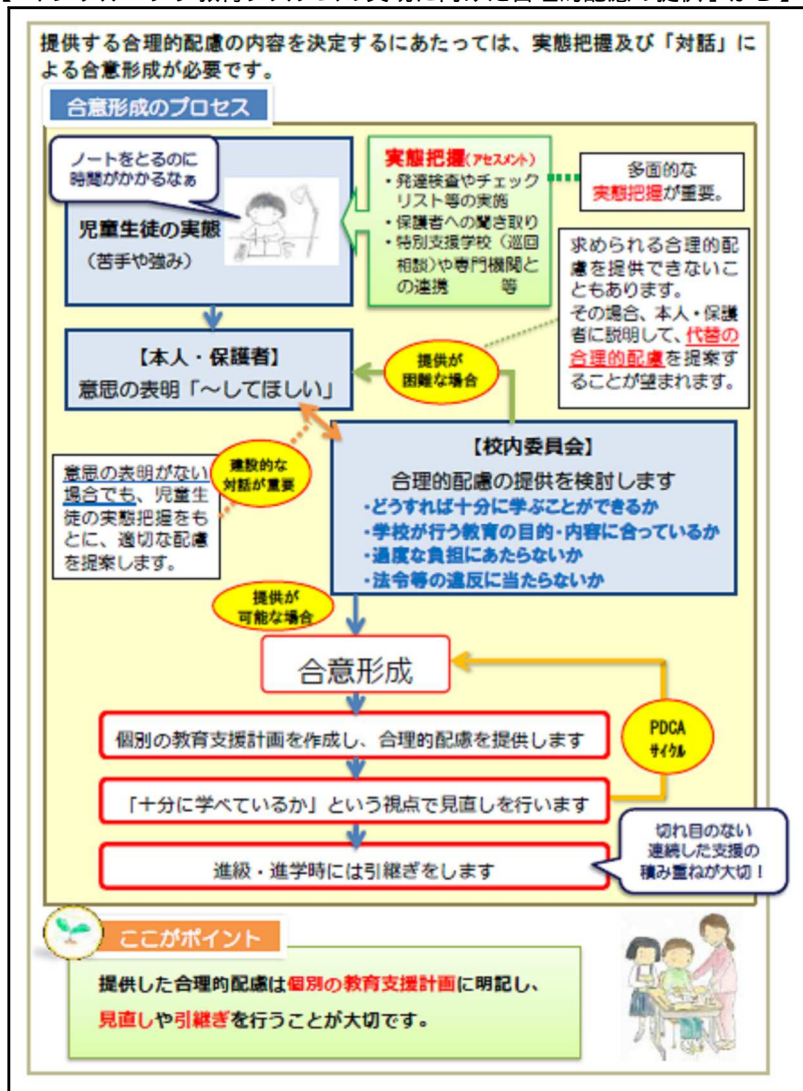 提供する合理的配慮の内容を決定するにあたっては、実態把握及び「対話」に
よる合意形成が必要です。
合意形成のプロセス
ノートをとるのに
時間がかかるなぁ
児童生徒の実態
（苦手や強み）
実態把握(アセスメント)
・発達検査やチェック
リスト等の実施
・保護者への聞き取り
・特別支援学校（巡回
相談）や専門機関と
の連携　　等
多面的な
実態把握が重要。
求められる合理的配
慮を提供できないこ
ともあります。
その場合、本人・保護
者に説明して、代替の
合理的配慮を提案す
ることが望まれます。
【本人・保護者】
意思の表明「～してほしい」
提供が
困難な場合
建設的な
対話が重要
意思の表明がない
場合でも、児童生
徒の実態把握をも
とに、適切な配慮
を提案します。
【校内委員会】
合理的配慮の提供を検討します
・どうすれば十分に学ぶことができるか
・学校が行う教育の目的・内容に合っているか
・過度な負担にあたらないか
・法令等の違反に当たらないか
提供が
可能な場合
合意形成
個別の教育支援計画を作成し、合理的配慮を提供します
PDCA
サイクル
「十分に学べているか」という視点で見直しを行います
進級・進学時には引継ぎをします
切れ目のない
連続した支援の
積み重ねが大切！
ここがポイント
提供した合理的配慮は個別の教育支援計画に明記し、
見直しや引継ぎを行うことが大切です。